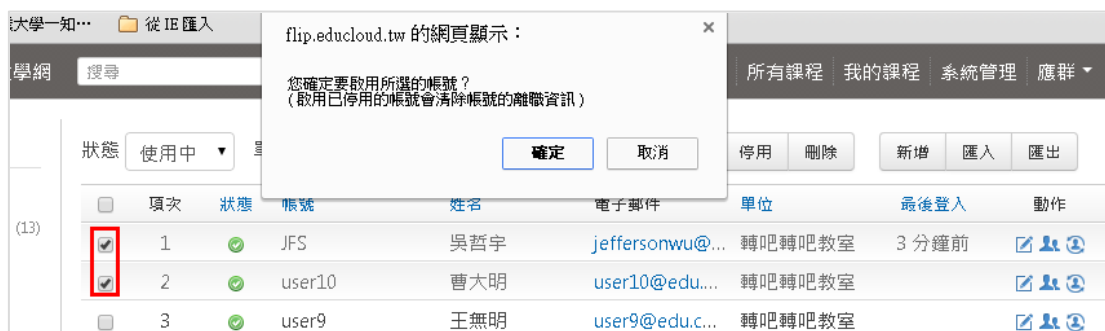 大學一知… 從 IE 匯入
flip.educloud.tw 的網頁顯示：
×
學網 搜尋 所有課程 我的課程 系統管理 應群
您確定要啟用所選的帳號？
（啟用已停用的帳號會清除帳號的離職資訊）
確定 取消
狀態 使用中 停用 刪除 新增 匯入 匯出
項次 狀態 帳號 姓名 電子郵件 單位 最後登入 動作
(13)
1 JFS 吳哲宇 jeffersonwu@... 轉吧轉吧教室 3 分鐘前
2 user10 曹大明 user10@edu.... 轉吧轉吧教室
3 user9 王無明 user9@edu.c... 轉吧轉吧教室